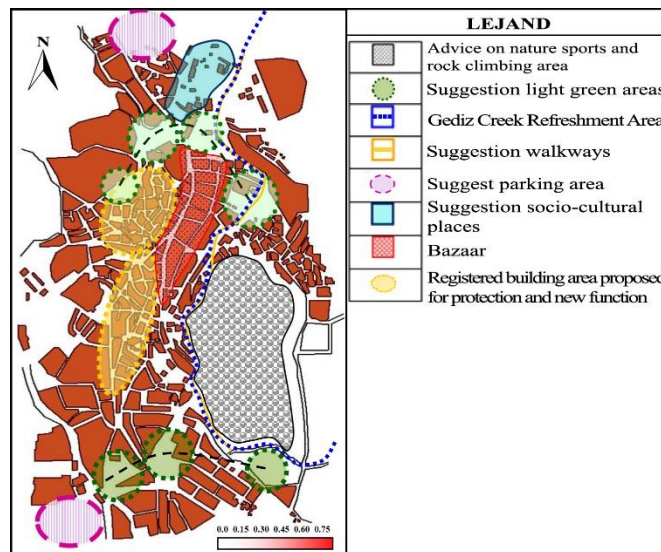 N
LEJAND
Advice on nature sports and
rock climbing area
Suggestion light green areas
Gediz Creek Refreshment Area
Suggestion walkways
Suggest parking area
Suggestion socio-cultural
places
Bazaar
Registered building area proposed
for protection and new function
0.0 0.15 0.30 0.45 0.60 0.75